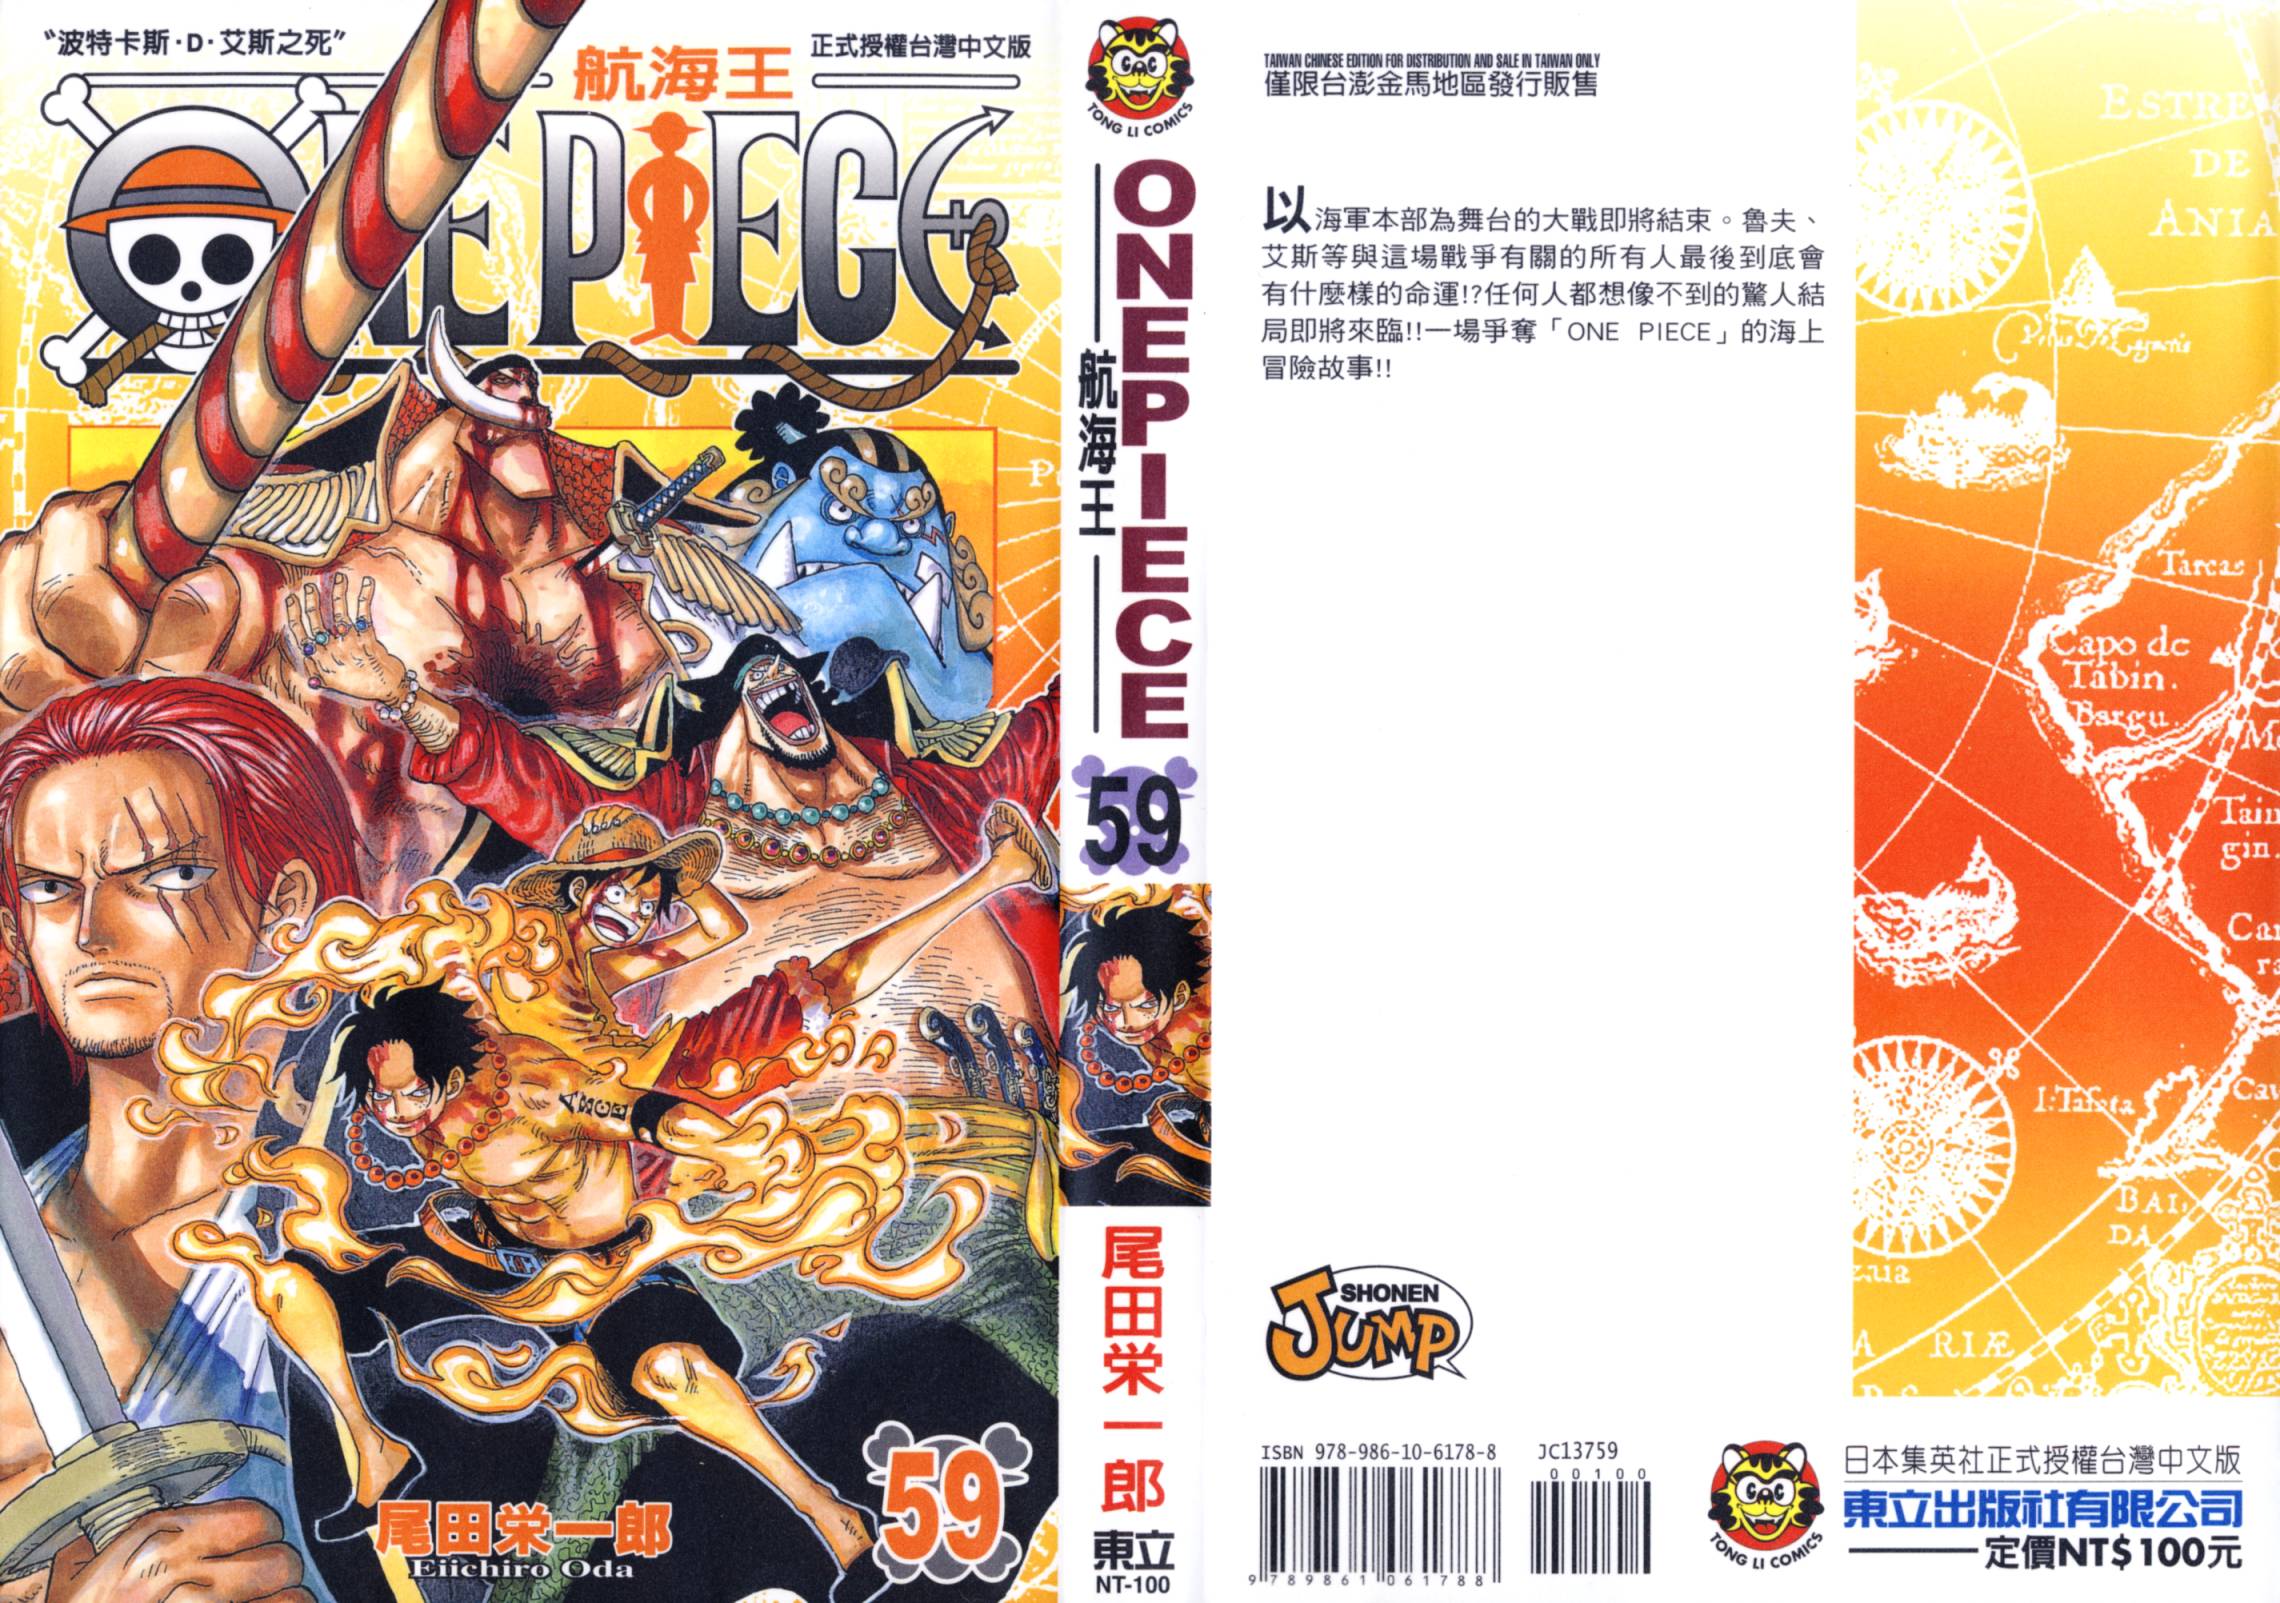 “波特卡斯·D·艾斯之死”
航海王
正式授權台灣中文版
ONE PIECE
ASCE
尾田栄一郎
Eiichiro Oda
59
TONG LI COMICS
ONE PIECE
航海王
59
尾田栄一郎
東立
NT-100
TAIWAN CHINESE EDITION FOR DISTRIBUTION AND SALE IN TAIWAN ONLY
僅限台澎金馬地區發行販售
以海軍本部為舞台的大戰即將結束。魯夫、
艾斯等與這場戰爭有關的所有人最後到底會
有什麼樣的命運!?任何人都想像不到的驚人結
局即將來臨!!一場爭奪「ONE PIECE」的海上
冒險故事!!
SHONEN
JUMP
ISBN 978-986-10-6178-8
JC13759
00100
9 789861 061788
TONG LI COMICS
日本集英社正式授權台灣中文版
東立出版社有限公司
定價NT$100元
ESTRE
DE
ANIA
Tarcas
Capo de
Tabin.
Bargu.
Tain
gin.
BAI
DA
RIÆ